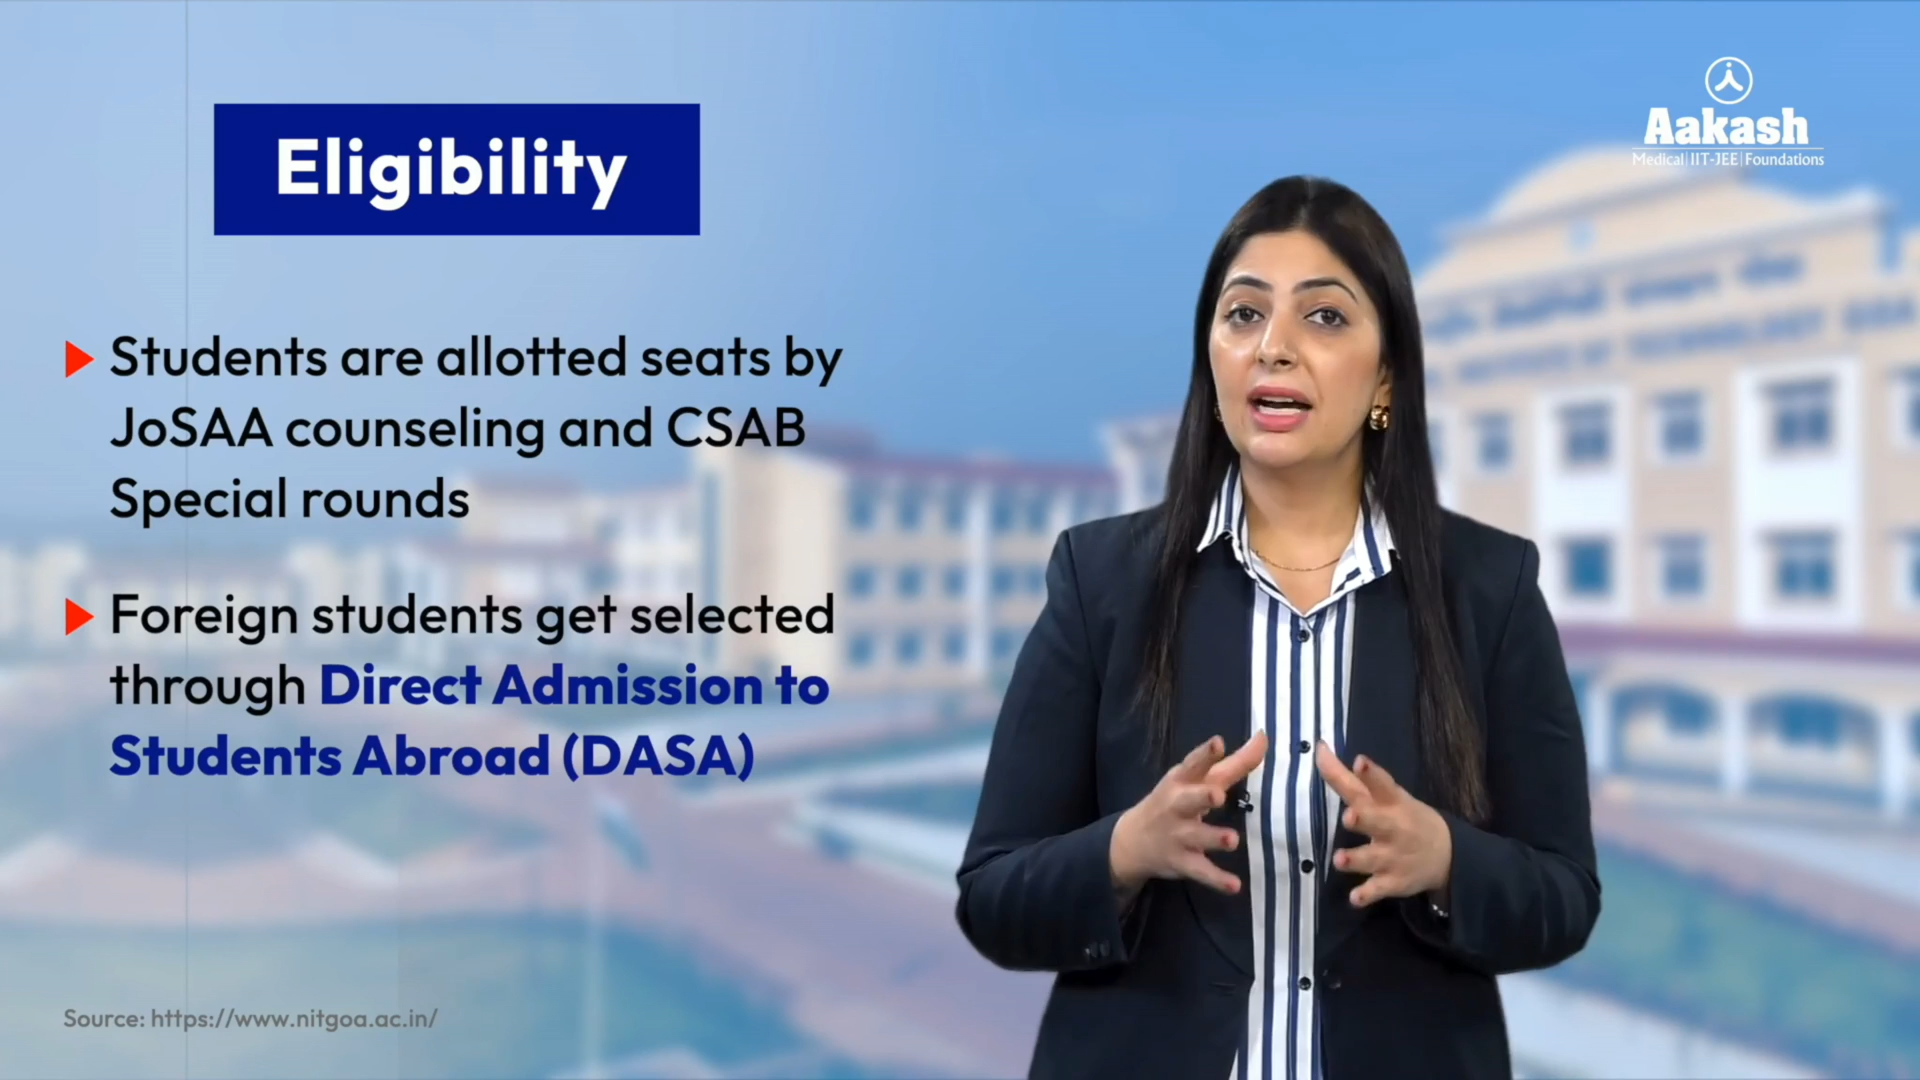 Aakash
Medical|IIT-JEE|Foundations
Eligibility
Students are allotted seats by
JoSAA counseling and CSAB
Special rounds
Foreign students get selected
through Direct Admission to
Students Abroad (DASA)
Source: https://www.nitgoa.ac.in/